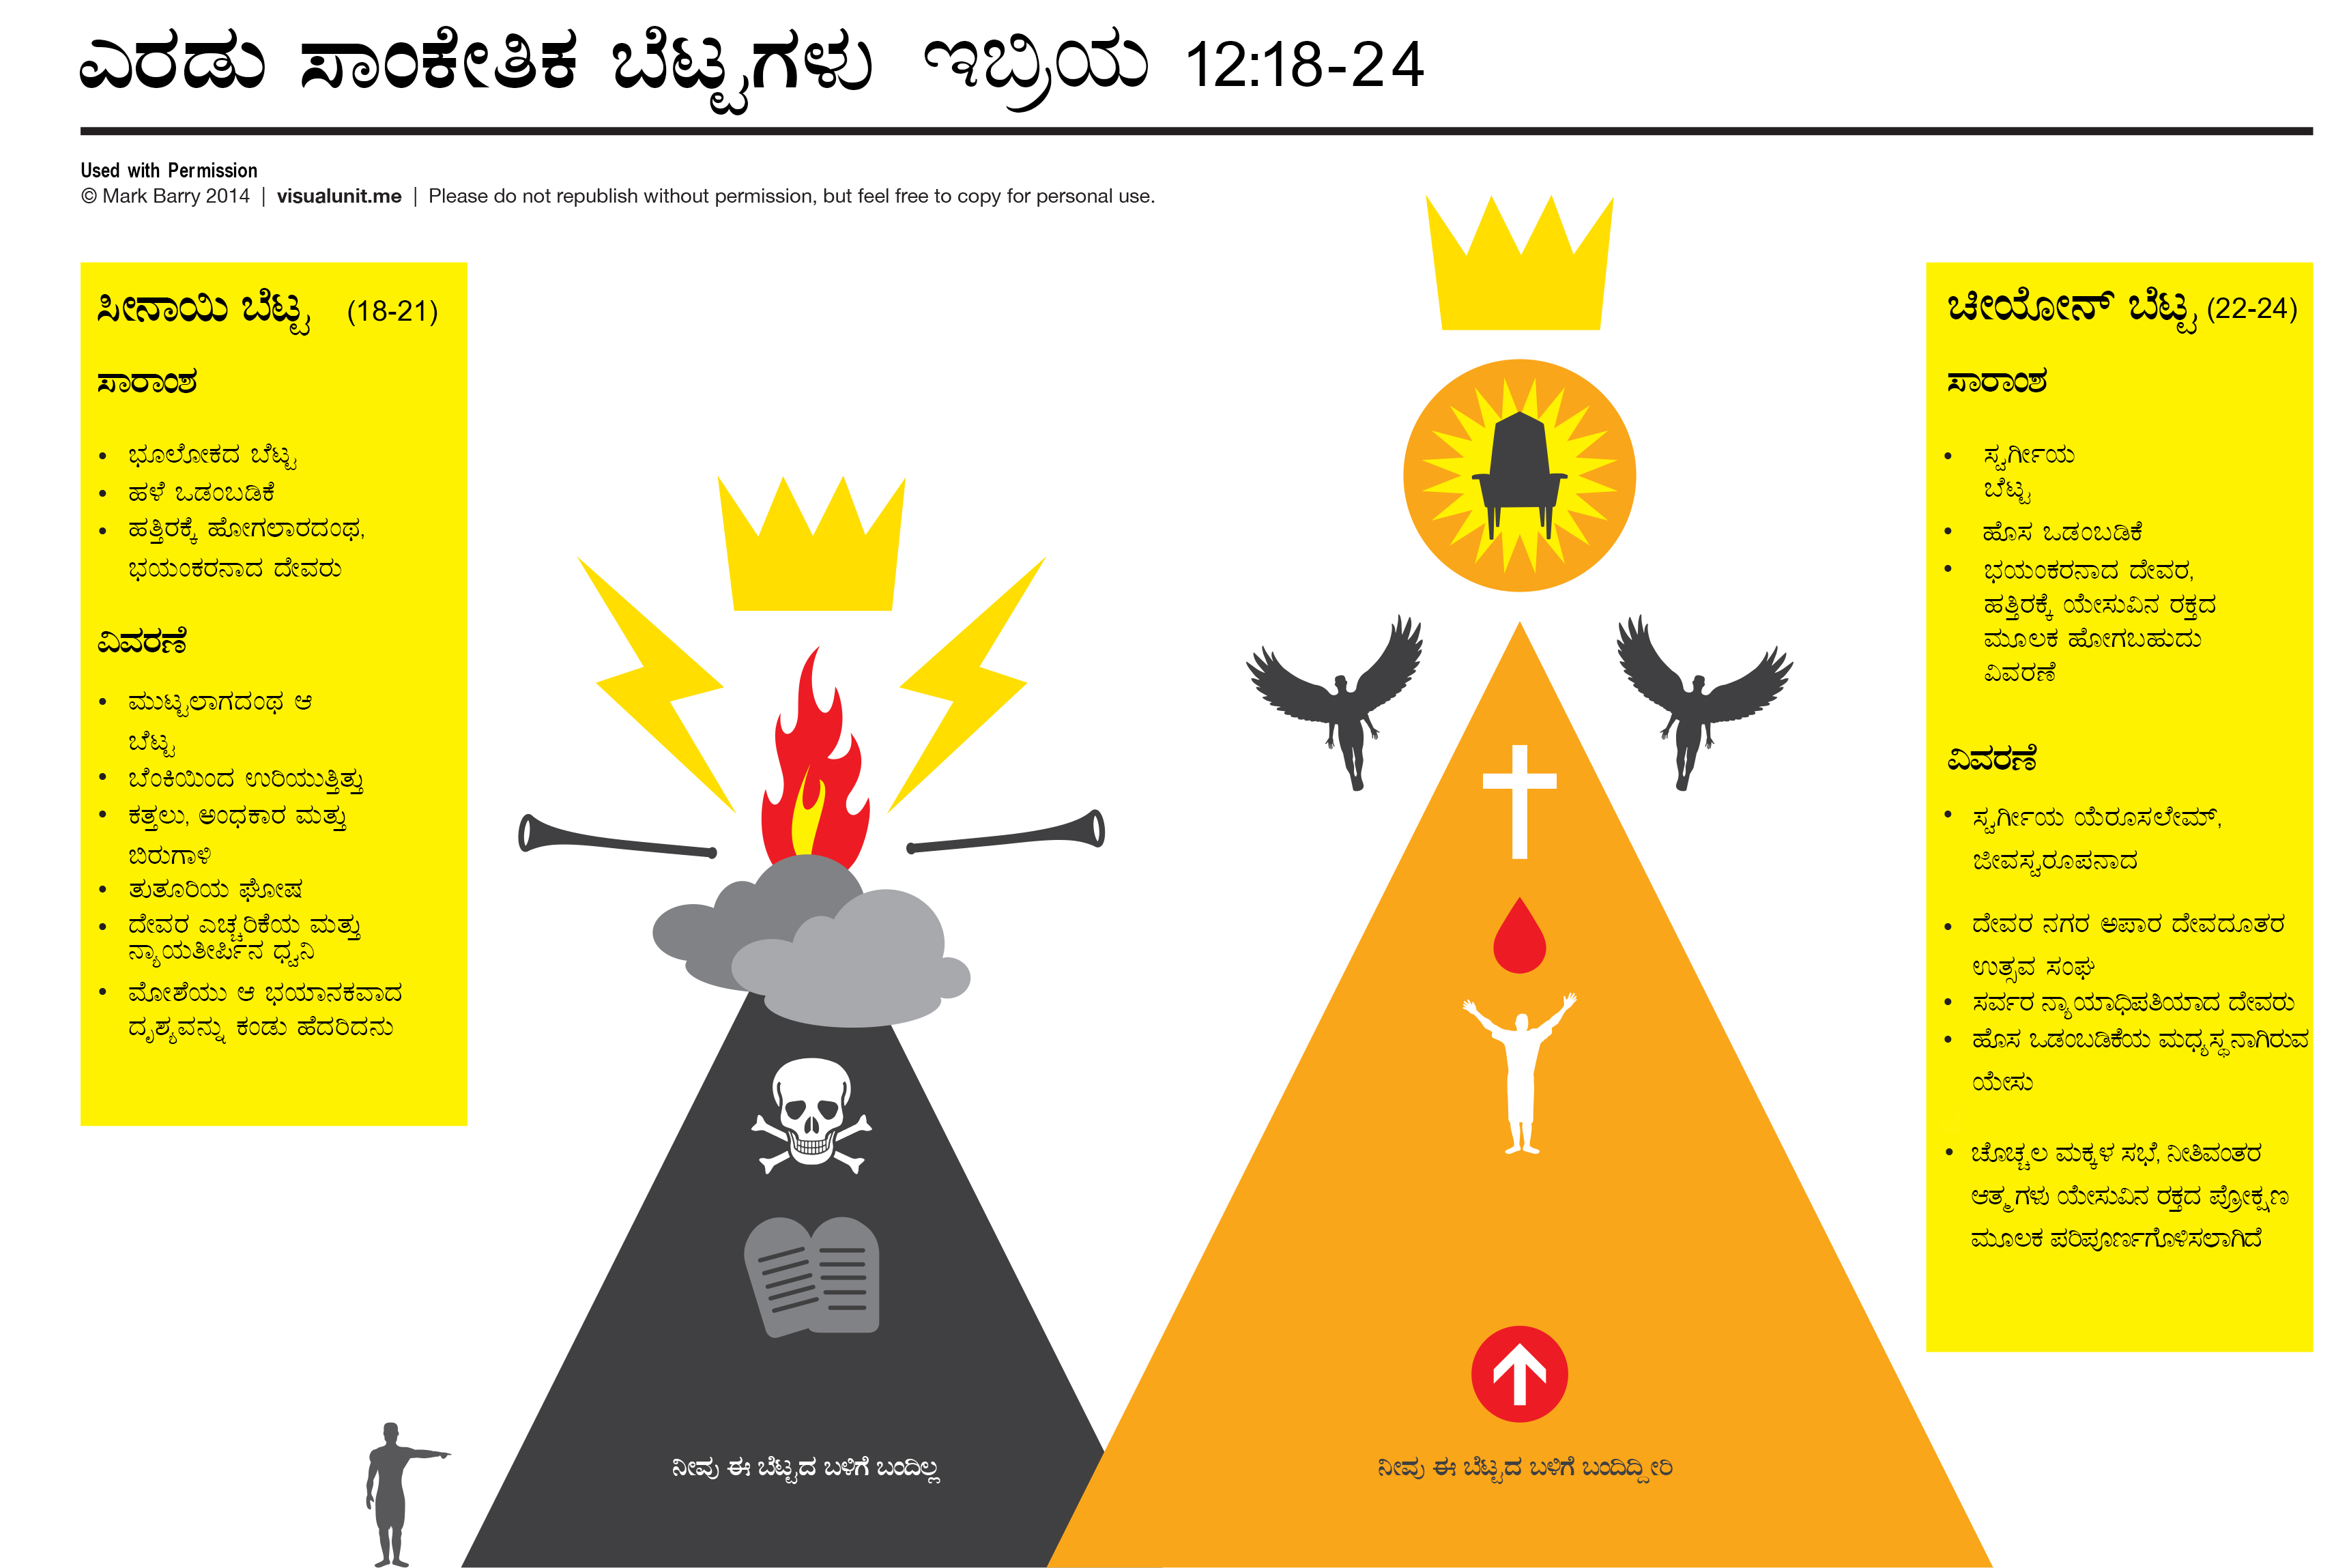 ಎರಡು ಸಾಂಕೇತಿಕ ಬೆಟ್ಟಗಳು ಇಬ್ರಿಯ 12:18-24
Used with Permission
© Mark Barry 2014 | visualunit.me | Please do not republish without permission, but feel free to copy for personal use.
ಸೀನಾಯಿ ಬೆಟ್ಟ (18-21)
ಸಾರಾಂಶ
• ಭೂಲೋಕದ ಬೆಟ್ಟ
• ಹಳೆ ಒಡಂಬಡಿಕೆ
• ಹತ್ತಿರಕ್ಕೆ ಹೋಗಲಾರದಂಥ,
ಭಯಂಕರನಾದ ದೇವರು
ವಿವರಣೆ
• ಮುಟ್ಟಲಾಗದಂಥ ಆ
ಬೆಟ್ಟ
• ಬೆಂಕಿಯಿಂದ ಉರಿಯುತ್ತಿತ್ತು
• ಕತ್ತಲು, ಅಂಧಕಾರ ಮತ್ತು
ಬಿರುಗಾಳಿ
• ತುತೂರಿಯ ಘೋಷ
• ದೇವರ ಎಚ್ಚರಿಕೆಯ ಮತ್ತು
ನ್ಯಾಯತೀರ್ಪಿನ ಧ್ವನಿ
• ಮೋಶೆಯು ಆ ಭಯಾನಕವಾದ
ದೃಶ್ಯವನ್ನು ಕಂಡು ಹೆದರಿದನು
ನೀವು ಈ ಬೆಟ್ಟದ ಬಳಿಗೆ ಬಂದಿಲ್ಲ
ನೀವು ಈ ಬೆಟ್ಟದ ಬಳಿಗೆ ಬಂದಿದ್ದೀರಿ
ಚೀಯೋನ್ ಬೆಟ್ಟ (22-24)
ಸಾರಾಂಶ
• ಸ್ವರ್ಗೀಯ
ಬೆಟ್ಟ
• ಹೊಸ ಒಡಂಬಡಿಕೆ
• ಭಯಂಕರನಾದ ದೇವರ,
ಹತ್ತಿರಕ್ಕೆ ಯೇಸುವಿನ ರಕ್ತದ
ಮೂಲಕ ಹೋಗಬಹುದು
ವಿವರಣೆ
ವಿವರಣೆ
• ಸ್ವರ್ಗೀಯ ಯೆರೂಸಲೇಮ್,
ಜೀವಸ್ವರೂಪನಾದ
• ದೇವರ ನಗರ ಅಪಾರ ದೇವದೂತರ
ಉತ್ಸವ ಸಂಘ
• ಸರ್ವರ ನ್ಯಾಯಾಧಿಪತಿಯಾದ ದೇವರು
• ಹೊಸ ಒಡಂಬಡಿಕೆಯ ಮಧ್ಯಸ್ಥನಾಗಿರುವ
ಯೇಸು
• ಚೊಚ್ಚಲ ಮಕ್ಕಳ ಸಭೆ, ನೀತಿವಂತರ
ಆತ್ಮಗಳು ಯೇಸುವಿನ ರಕ್ತದ ಪ್ರೋಕ್ಷಣ
ಮೂಲಕ ಪರಿಪೂರ್ಣಗೊಳಿಸಲಾಗಿದೆ